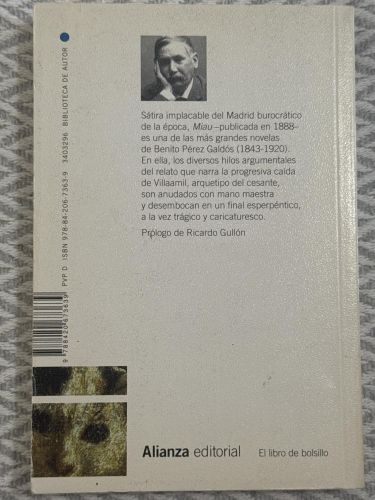 Sátira implacable del Madrid burocrático
de la época, Miau –publicada en 1888–
es una de las más grandes novelas
de Benito Pérez Galdós (1843-1920).
En ella, los diversos hilos argumentales
del relato que narra la progresiva caída
de Villaamil, arquetipo del cesante,
son anudados con mano maestra
y desembocan en un final esperpéntico,
a la vez trágico y caricaturesco.
Prólogo de Ricardo Gullón
PVP D ISBN 978-84-206-7363-9 3403296 BIBLIOTECA DE AUTOR
9 788420 673639
Alianza editorial
El libro de bolsillo